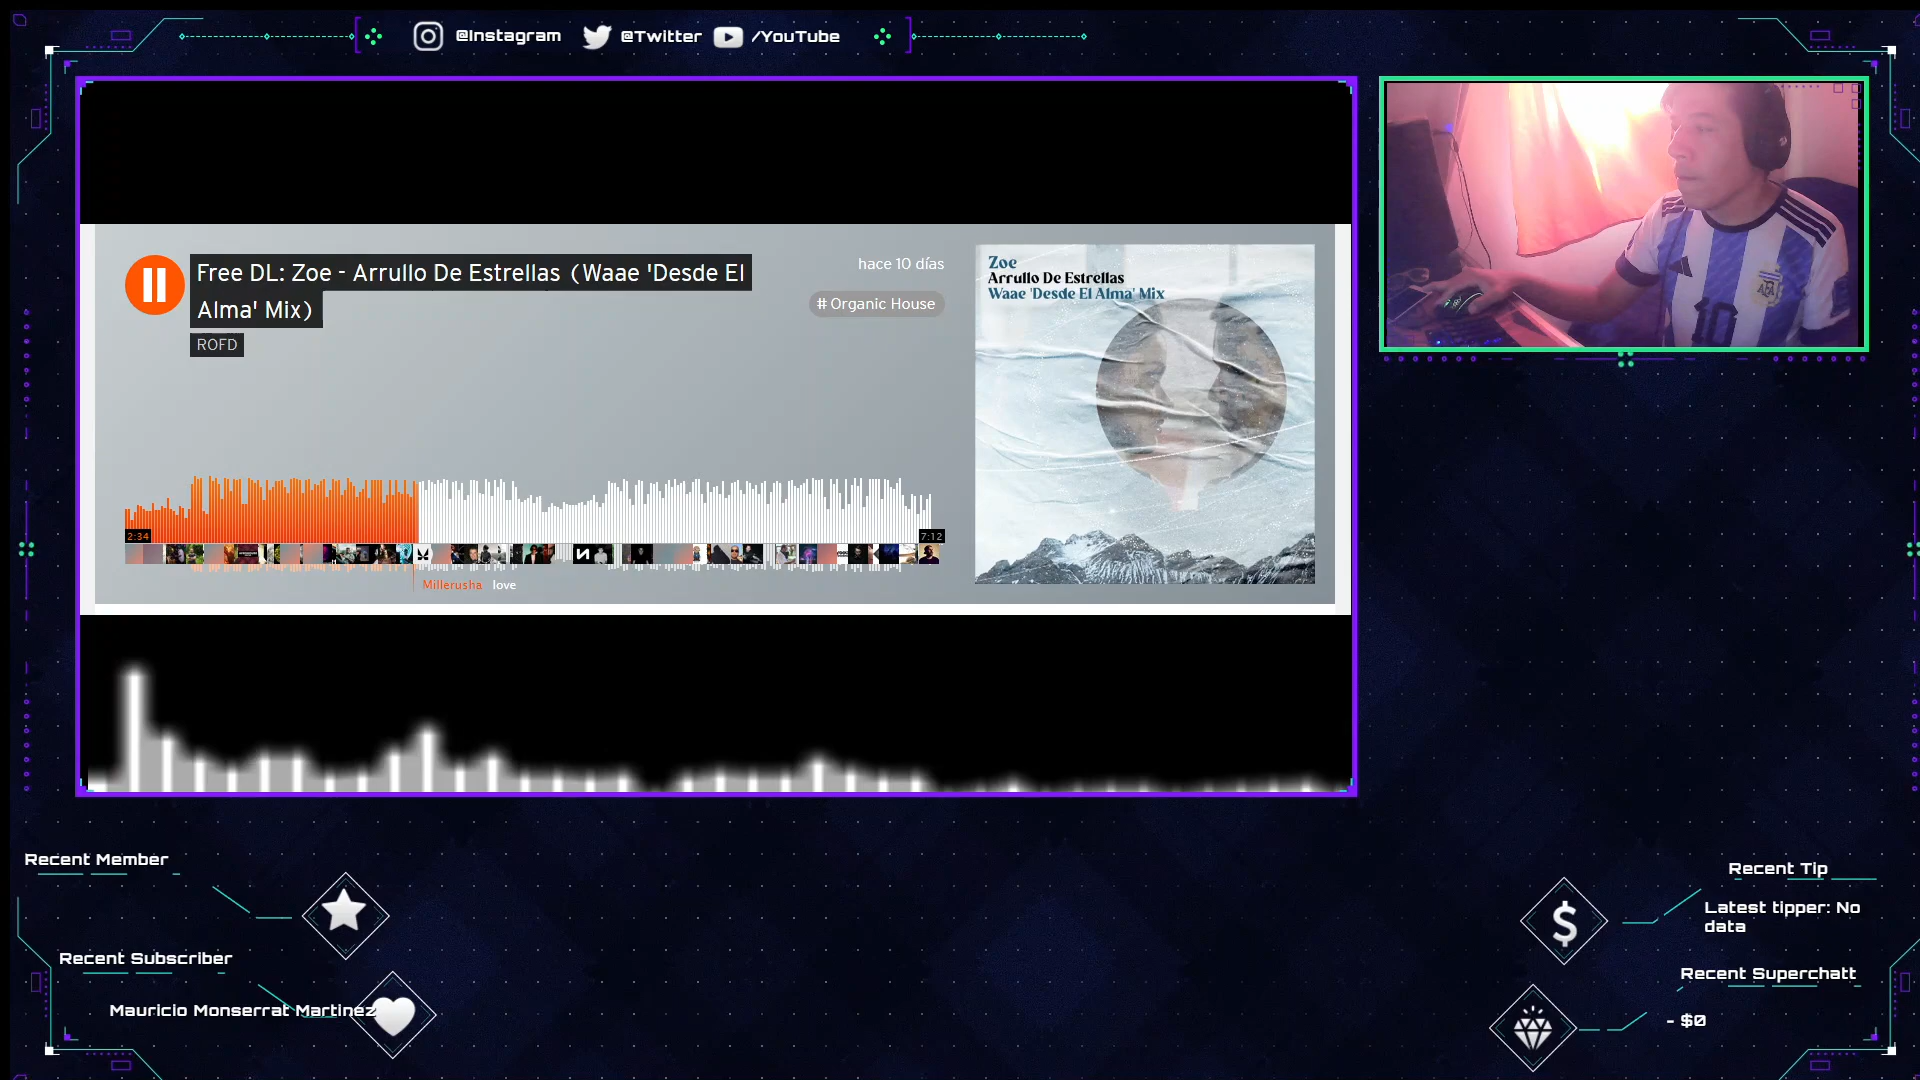 @Instagram @Twitter /YouTube
Free DL: Zoe - Arrullo De Estrellas (Waae 'Desde El
Alma' Mix)
ROFD
hace 10 días
# Organic House
Zoe
Arrullo De Estrellas
Waae 'Desde El Alma' Mix
2:34
7:12
Millerusha love
10
AFA
Recent Member
Recent Subscriber
Mauricio Monserrat Martinez
Recent Tip
Latest tipper: No
data
Recent Superchatt
- $0